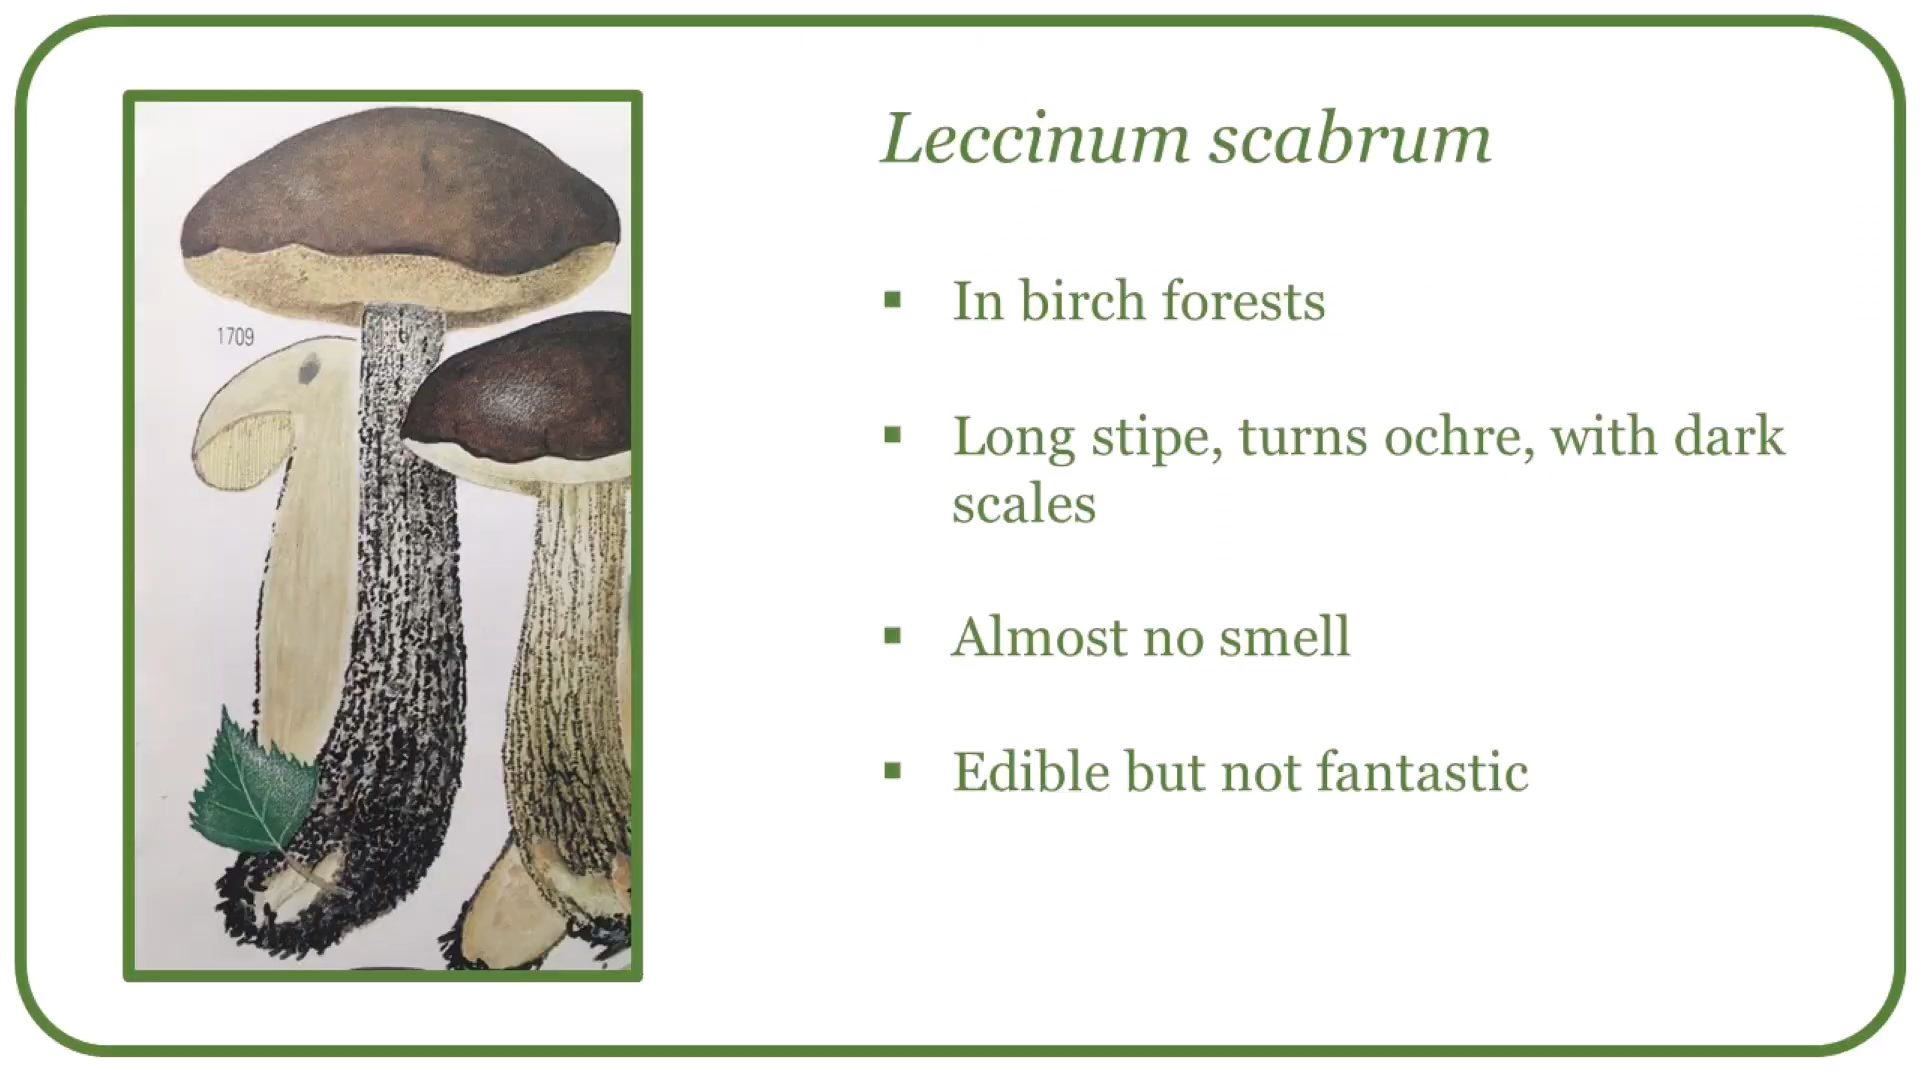 Leccinum scabrum
1709
▪ In birch forests
▪ Long stipe, turns ochre, with dark
scales
▪ Almost no smell
▪ Edible but not fantastic